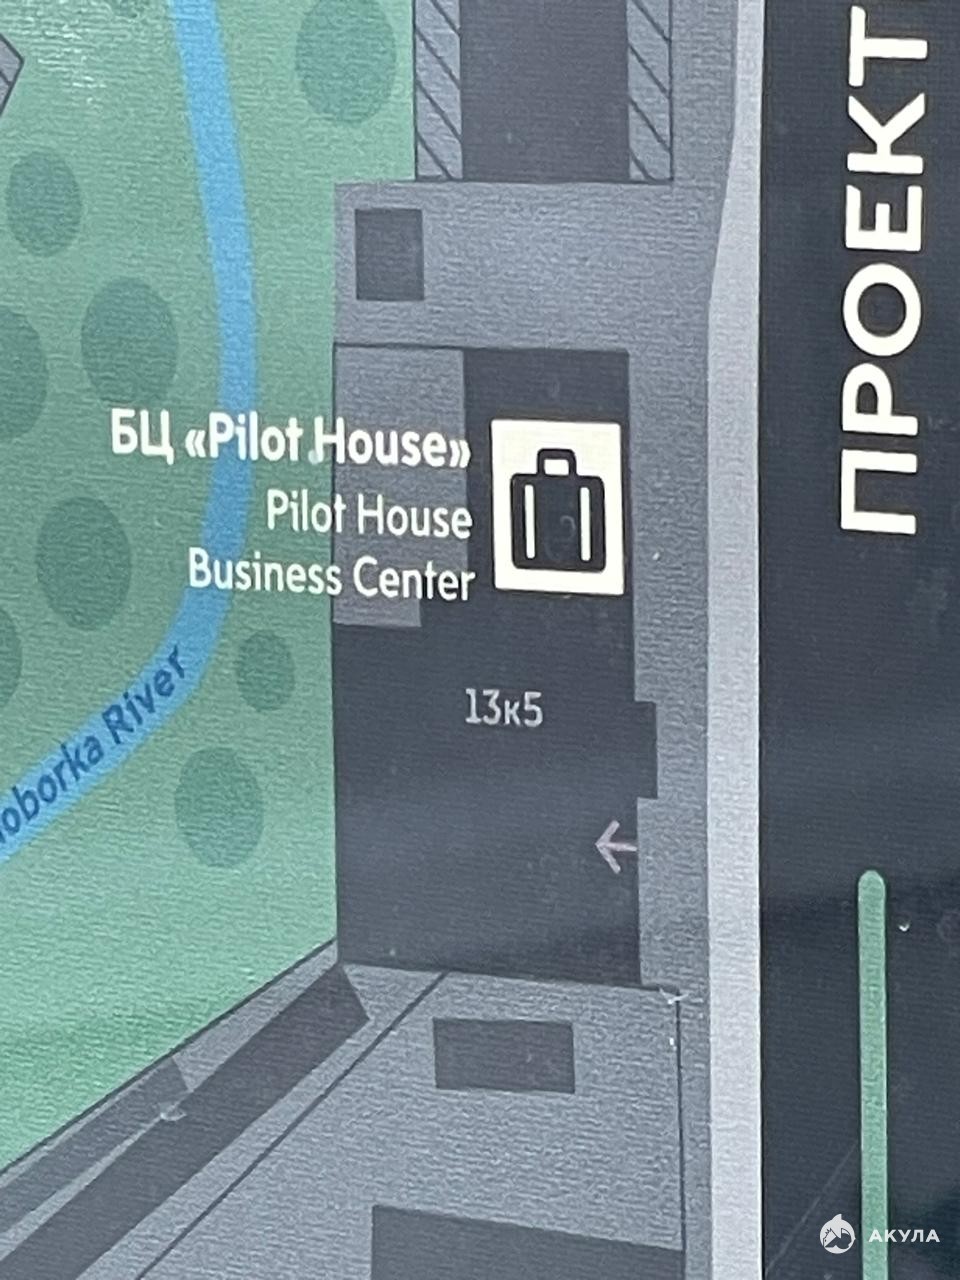 БЦ «Pilot House»
Pilot House
Business Center
13к5
oborka River
ПРОЕКТ
АКУЛА